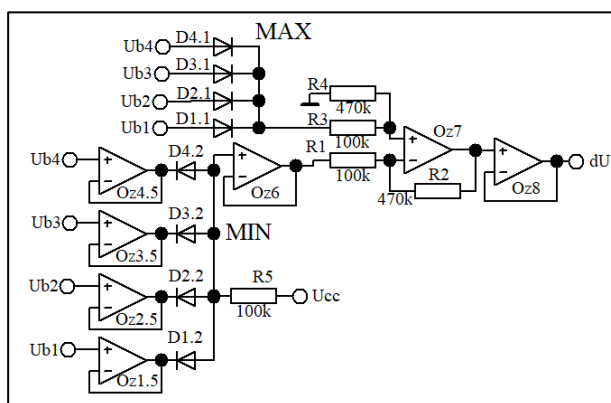 MAX
Ub4 D4.1
Ub3 D3.1
Ub2 D2.1
Ub1 D1.1
R4
470k
R3
100k
Oz7
R1
100k
R2
470k
Oz8
dU
Ub4
Oz4.5
D4.2
Oz6
Ub3
Oz3.5
D3.2
MIN
Ub2
Oz2.5
D2.2
R5
100k
Ucc
Ub1
Oz1.5
D1.2